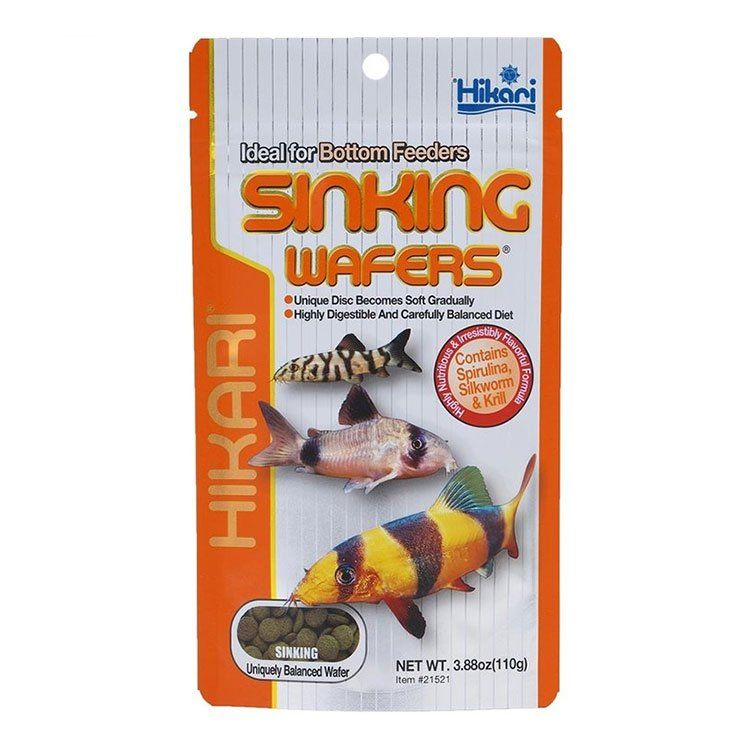 Hikari
Ideal for Bottom Feeders
SINKING
WAFERS®
Unique Disc Becomes Soft Gradually
Highly Digestible And Carefully Balanced Diet
Highly Nutritious & Irresistibly Flavorful Formula
Contains
Spirulina,
Silkworm
& Krill
HIKARI®
SINKING
Uniquely Balanced Wafer
NET WT. 3.88oz(110g)
Item #21521